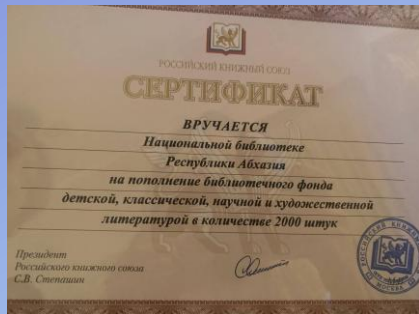 РОССИЙСКИЙ КНИЖНЫЙ СОЮЗ
СЕРТИФИКАТ
ВРУЧАЕТСЯ
Национальной библиотеке
Республики Абхазия
на пополнение библиотечного фонда
детской, классической, научной и художественной
литературой в количестве 2000 штук
Президент
Российского книжного союза
С.В. Степашин